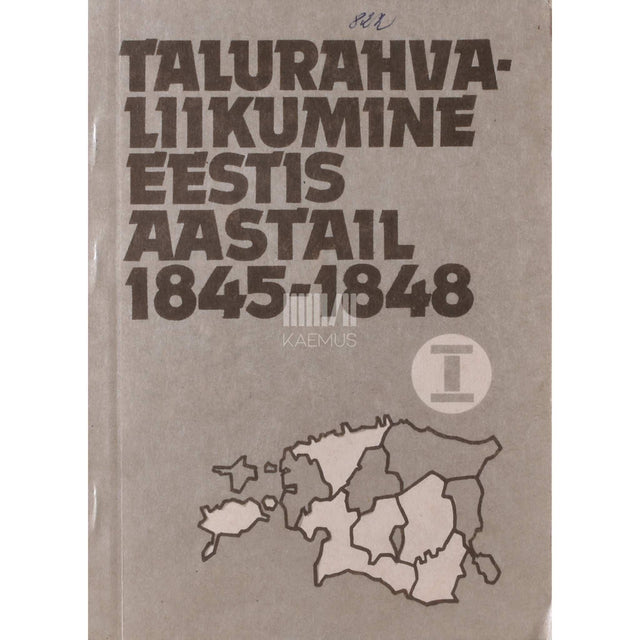 822
TALURAHVA-
LIIKUMINE
EESTIS
AASTAIL
1845-1848
KAEMUS
I